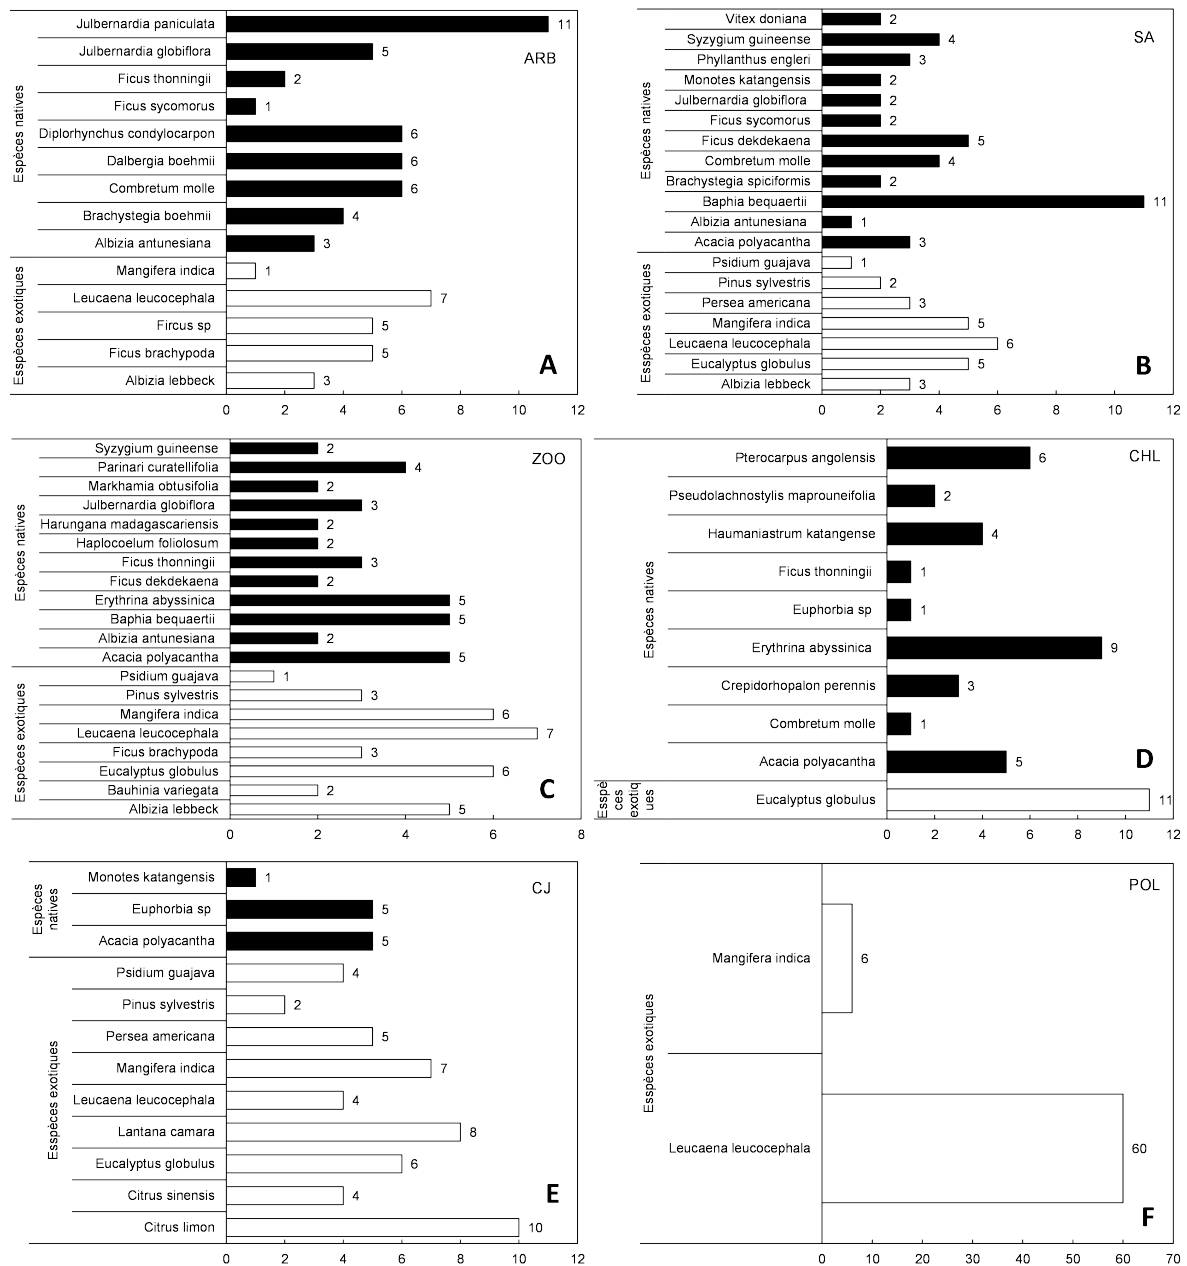 Espèces natives
Julbernardia paniculata 11
ARB
Julbernardia globiflora 5
Ficus thonningii 2
Ficus sycomorus 1
Diplorhynchus condylocarpon 6
Dalbergia boehmii 6
Combretum molle 6
Brachystegia boehmii 4
Albizia antunesiana 3
Esspèces exotiques
Mangifera indica 1
Leucaena leucocephala 7
Fircus sp 5
Ficus brachypoda 5
Albizia lebbeck 3
A
0 2 4 6 8 10 12
Espèces natives
Vitex doniana 2
SA
Syzygium guineense 4
Phyllanthus engleri 3
Monotes katangensis 2
Julbernardia globiflora 2
Ficus sycomorus 2
Ficus dekdekaena 5
Combretum molle 4
Brachystegia spiciformis 2
Baphia bequaertii 11
Albizia antunesiana 1
Acacia polyacantha 3
Esspèces exotiques
Psidium guajava 1
Pinus sylvestris 2
Persea americana 3
Mangifera indica 5
Leucaena leucocephala 6
Eucalyptus globulus 5
Albizia lebbeck 3
B
0 2 4 6 8 10 12
Espèces natives
Syzygium guineense 2
ZOO
Parinari curatellifolia 4
Markhamia obtusifolia 2
Julbernardia globiflora 3
Harungana madagascariensis 2
Haplocoelum foliolosum 2
Ficus thonningii 3
Ficus dekdekaena 2
Erythrina abyssinica 5
Baphia bequaertii 5
Albizia antunesiana 2
Acacia polyacantha 5
Esspèces exotiques
Psidium guajava 1
Pinus sylvestris 3
Mangifera indica 6
Leucaena leucocephala 7
Ficus brachypoda 3
Eucalyptus globulus 6
Bauhinia variegata 2
Albizia lebbeck 5
C
0 2 4 6 8
Espèces natives
Pterocarpus angolensis 6
CHL
Pseudolachnostylis maprouneifolia 2
Haumaniastrum katangense 4
Ficus thonningii 1
Euphorbia sp 1
Erythrina abyssinica 9
Crepidorhopalon perennis 3
Combretum molle 1
Acacia polyacantha 5
D
Esspè
ces
exotiq
ues
Eucalyptus globulus 11
0 2 4 6 8 10 12
Espèces
natives
Monotes katangensis 1
CJ
Euphorbia sp 5
Acacia polyacantha 5
Esspèces exotiques
Psidium guajava 4
Pinus sylvestris 2
Persea americana 5
Mangifera indica 7
Leucaena leucocephala 4
Lantana camara 8
Eucalyptus globulus 6
Citrus sinensis 4
Citrus limon 10
E
0 2 4 6 8 10 12
Esspèces exotiques
POL
Mangifera indica 6
Leucaena leucocephala 60
F
0 10 20 30 40 50 60 70